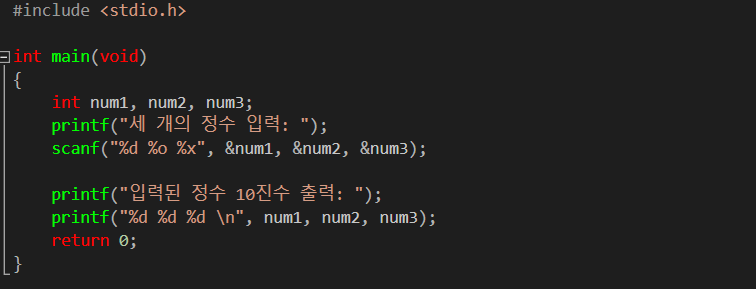 #include <stdio.h>
int main(void)
{
    int num1, num2, num3;
    printf("세 개의 정수 입력: ");
    scanf("%d %o %x", &num1, &num2, &num3);
    printf("입력된 정수 10진수 출력: ");
    printf("%d %d %d \n", num1, num2, num3);
    return 0;
}